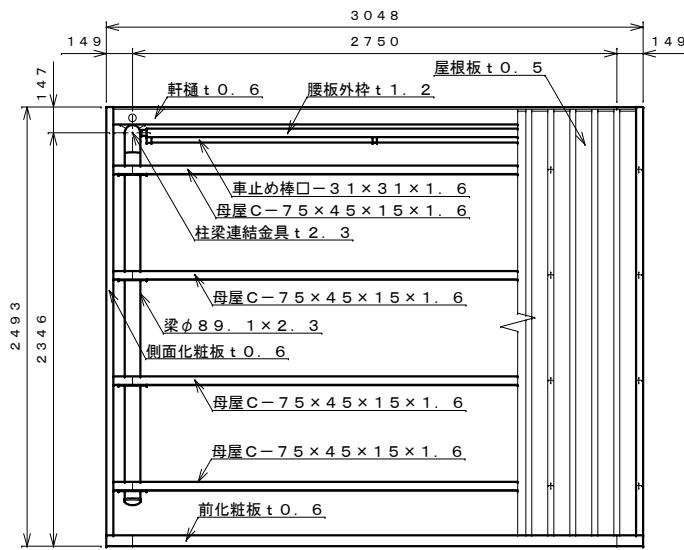 3048
149
2750
149
147
屋根板t0.5
軒樋t0.6
腰板外枠t1.2
車止め棒口-31×31×1.6
母屋C-75×45×15×1.6
柱梁連結金具t2.3
母屋C-75×45×15×1.6
2493
2346
梁φ89.1×2.3
側面化粧板t0.6
母屋C-75×45×15×1.6
母屋C-75×45×15×1.6
前化粧板t0.6